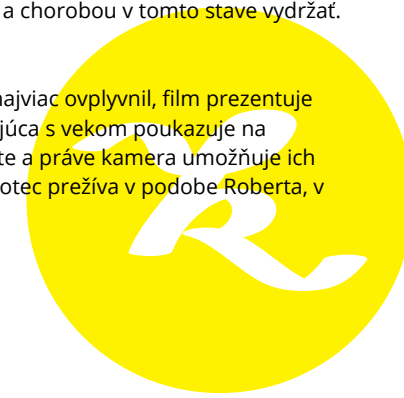 a chorobou v tomto stave vydržať.
najviac ovplyvnil, film prezentuje
júca s vekom poukazuje na
te a práve kamera umožňuje ich
otec prežíva v podobe Roberta, v